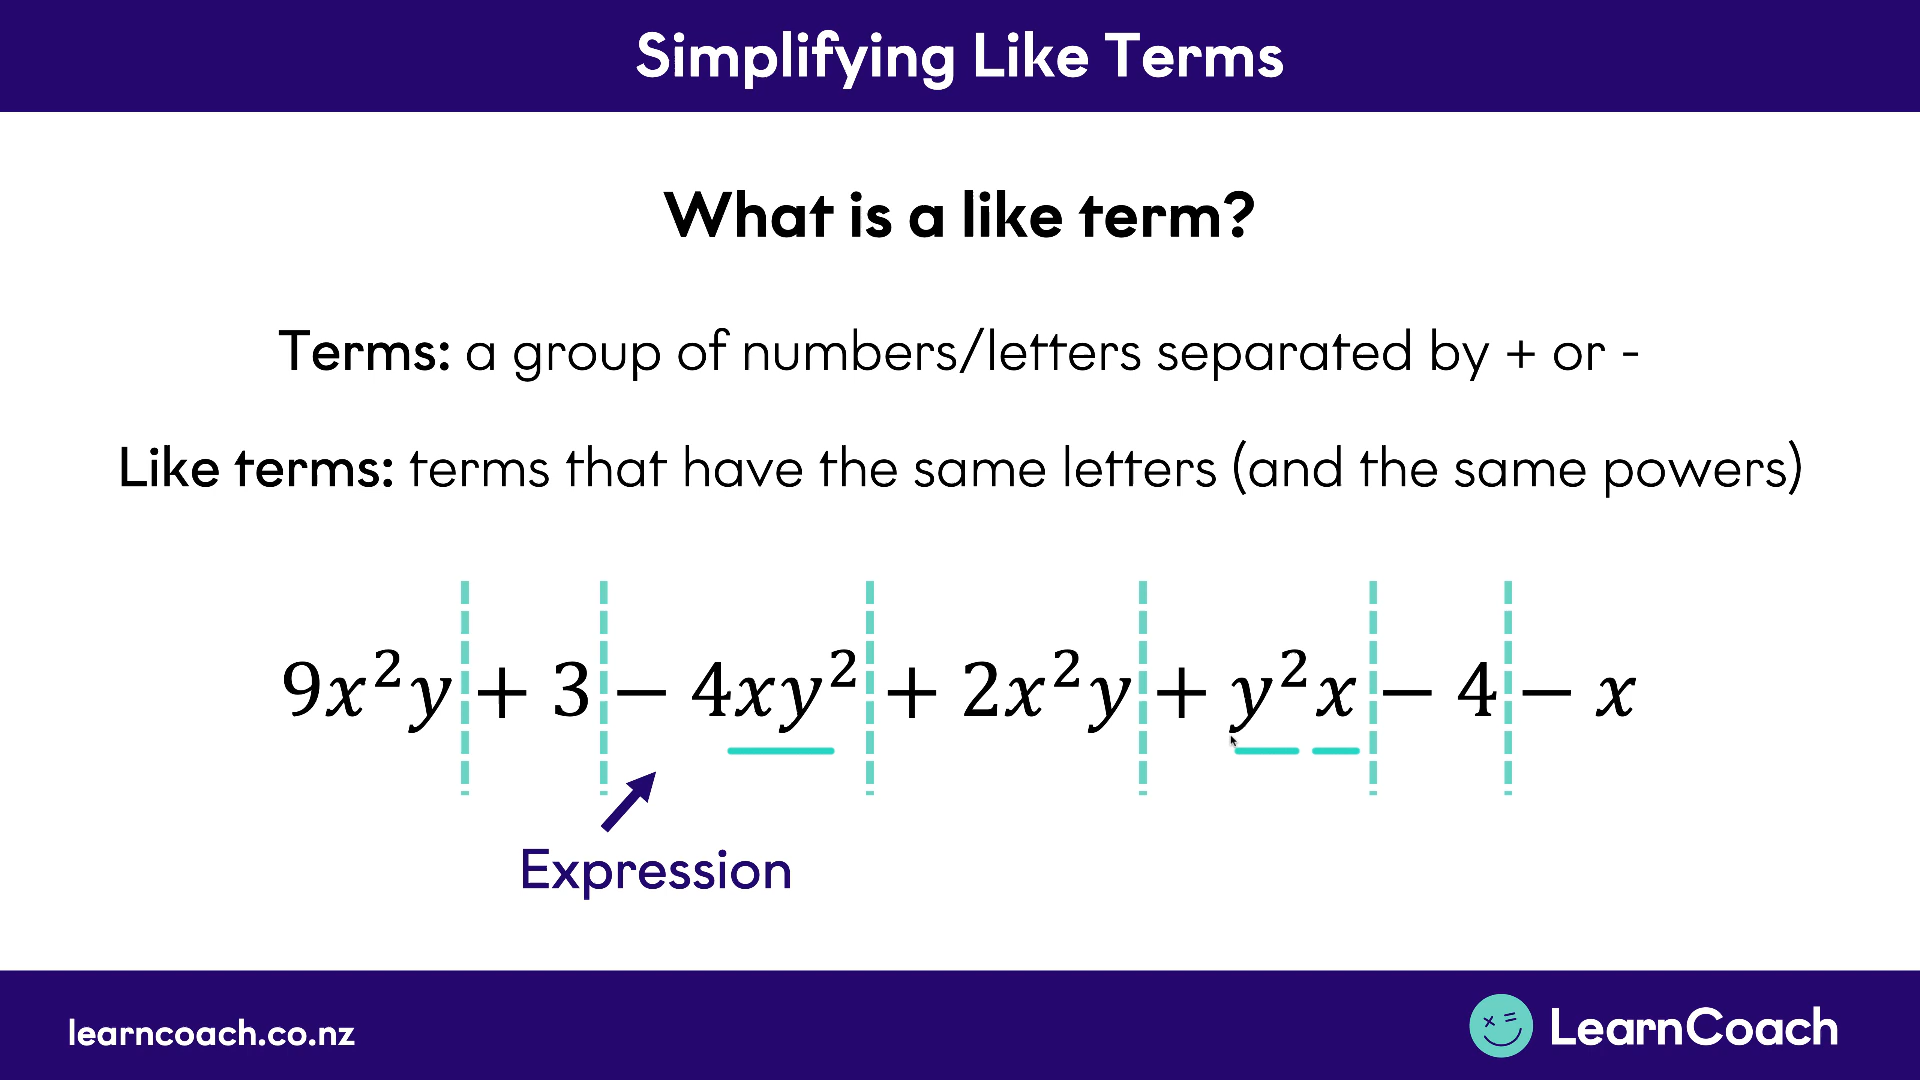 Simplifying Like Terms
What is a like term?
Terms: a group of numbers/letters separated by + or -
Like terms: terms that have the same letters (and the same powers)
9x²y + 3 − 4xy² + 2x²y + y²x − 4 − x
Expression
learncoach.co.nz
LearnCoach